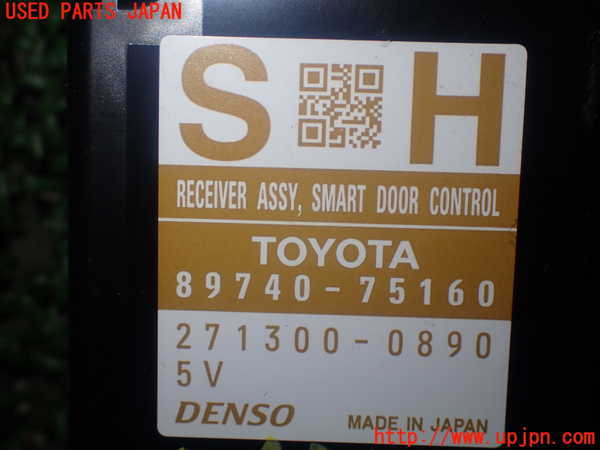 USED PARTS JAPAN
S H
RECEIVER ASSY, SMART DOOR CONTROL
TOYOTA
89740-75160
271300-0890
5V
DENSO MADE IN JAPAN
http://www.upjpn.com